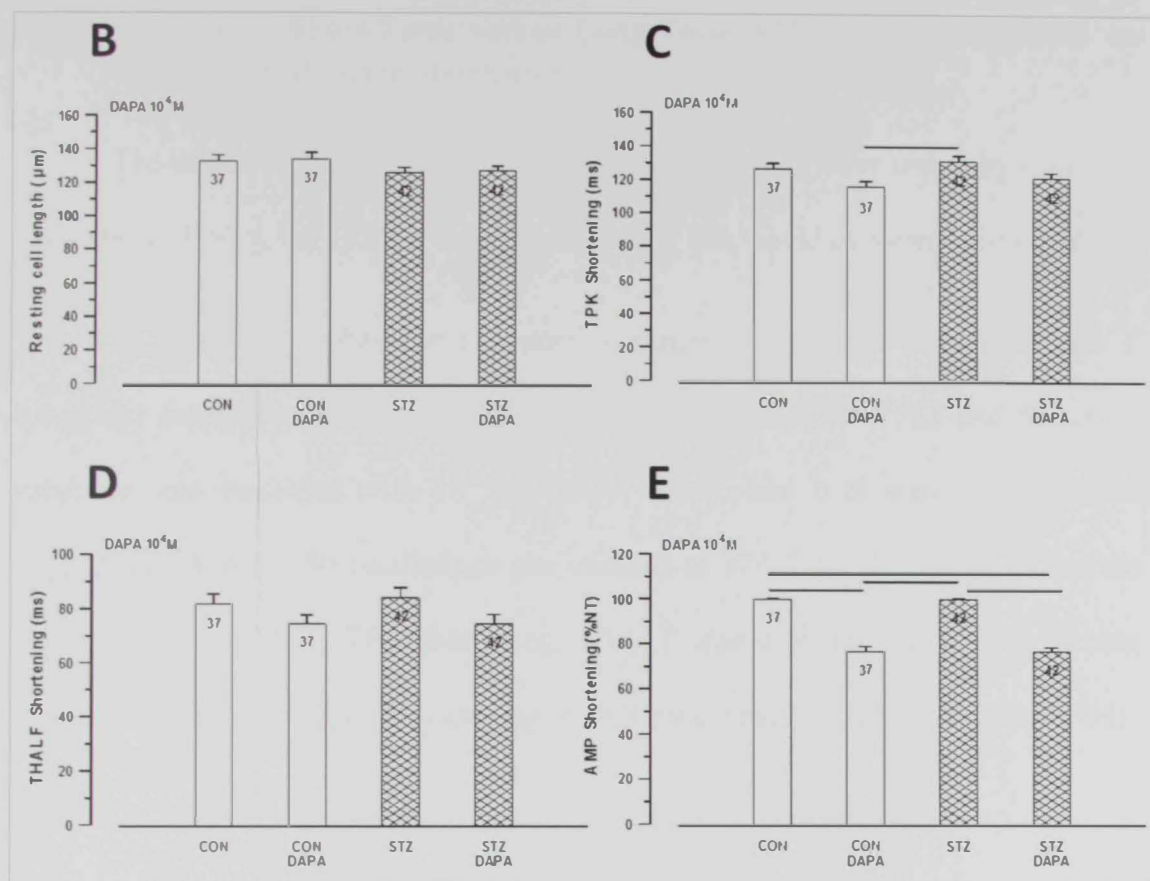 B
DAPA 10⁻⁶M
Resting cell length (µm)
160
140
120
100
80
60
40
20
0
37
37
42
42
CON
CON
DAPA
STZ
STZ
DAPA
C
DAPA 10⁻⁶M
TPK Shortening (ms)
160
140
120
100
80
60
40
20
0
37
37
42
42
CON
CON
DAPA
STZ
STZ
DAPA
D
DAPA 10⁻⁶M
THALF Shortening (ms)
100
80
60
40
20
0
37
37
42
42
CON
CON
DAPA
STZ
STZ
DAPA
E
DAPA 10⁻⁶M
AMP Shortening (%NT)
120
100
80
60
40
20
0
37
37
42
42
CON
CON
DAPA
STZ
STZ
DAPA